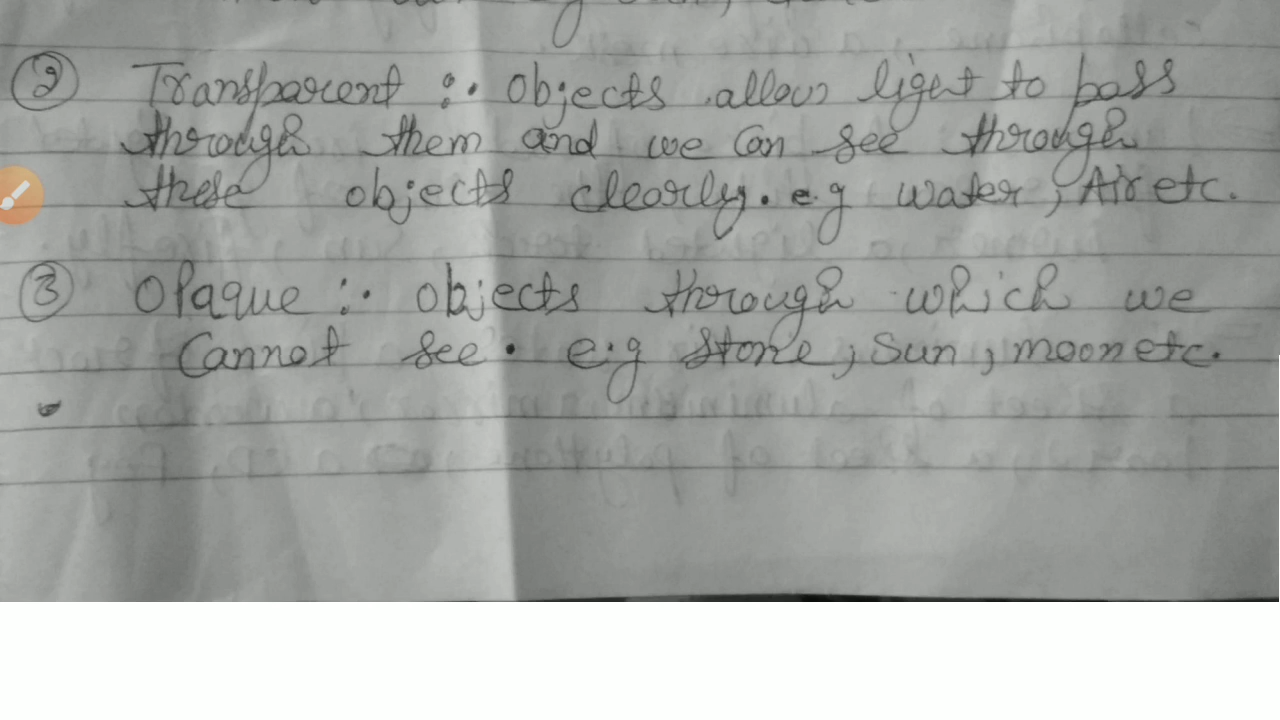 ② Transparent :- Objects allow light to pass
through them and we can see through
these objects clearly. e.g water, Air etc.
③ Opaque :- Objects through which we
Cannot see. e.g Stone, Sun, moon etc.